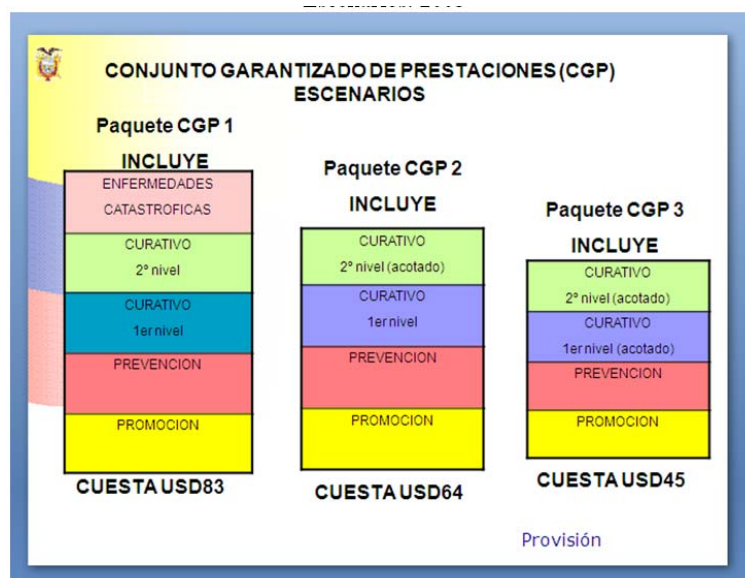 CONJUNTO GARANTIZADO DE PRESTACIONES (CGP)
ESCENARIOS
Paquete CGP 1
INCLUYE
ENFERMEDADES
CATASTROFICAS
CURATIVO
2º nivel
CURATIVO
1er nivel
PREVENCION
PROMOCION
CUESTA USD83
Paquete CGP 2
INCLUYE
CURATIVO
2º nivel (acotado)
CURATIVO
1er nivel
PREVENCION
PROMOCION
CUESTA USD64
Paquete CGP 3
INCLUYE
CURATIVO
2º nivel (acotado)
CURATIVO
1er nivel (acotado)
PREVENCION
PROMOCION
CUESTA USD45
Provisión